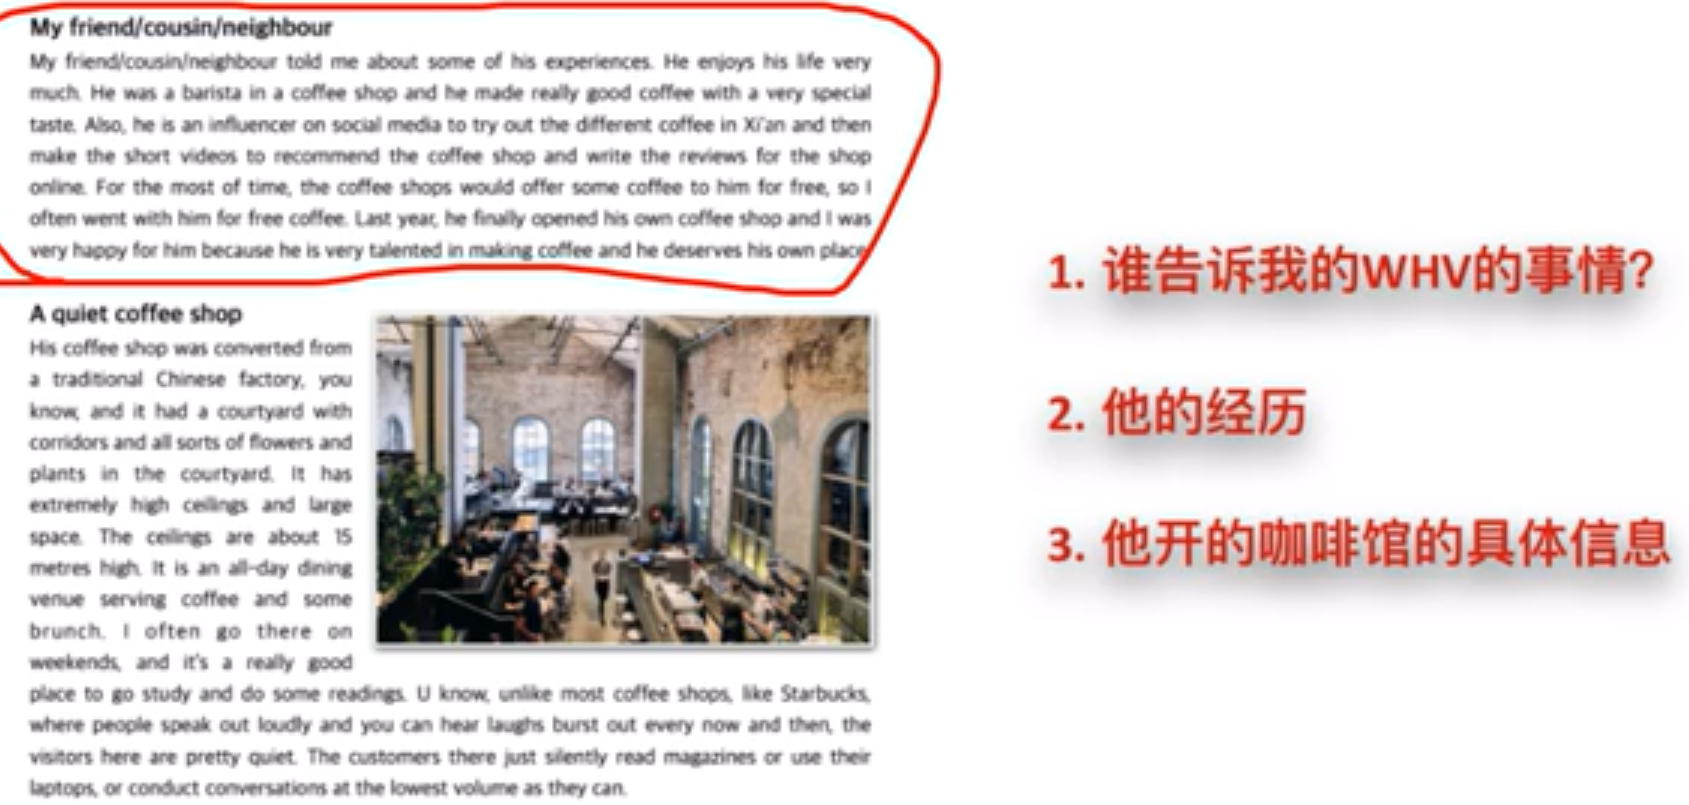 My friend/cousin/neighbour
My friend/cousin/neighbour told me about some of his experiences. He enjoys his life very
much. He was a barista in a coffee shop and he made really good coffee with a very special
taste. Also, he is an influencer on social media to try out the different coffee in Xi'an and then
make the short videos to recommend the coffee shop and write the reviews for the shop
online. For the most of time, the coffee shops would offer some coffee to him for free, so I
often went with him for free coffee. Last year, he finally opened his own coffee shop and I was
very happy for him because he is very talented in making coffee and he deserves his own place
A quiet coffee shop
His coffee shop was converted from
a traditional Chinese factory, you
know, and it had a courtyard with
corridors and all sorts of flowers and
plants in the courtyard. It has
extremely high ceilings and large
space. The ceilings are about 15
metres high. It is an all-day dining
venue serving coffee and some
brunch. I often go there on
weekends, and it's a really good
place to go study and do some readings. U know, unlike most coffee shops, like Starbucks,
where people speak out loudly and you can hear laughs burst out every now and then, the
visitors here are pretty quiet. The customers there just silently read magazines or use their
laptops, or conduct conversations at the lowest volume as they can.
1. 谁告诉我的WHV的事情?
2. 他的经历
3. 他开的咖啡馆的具体信息